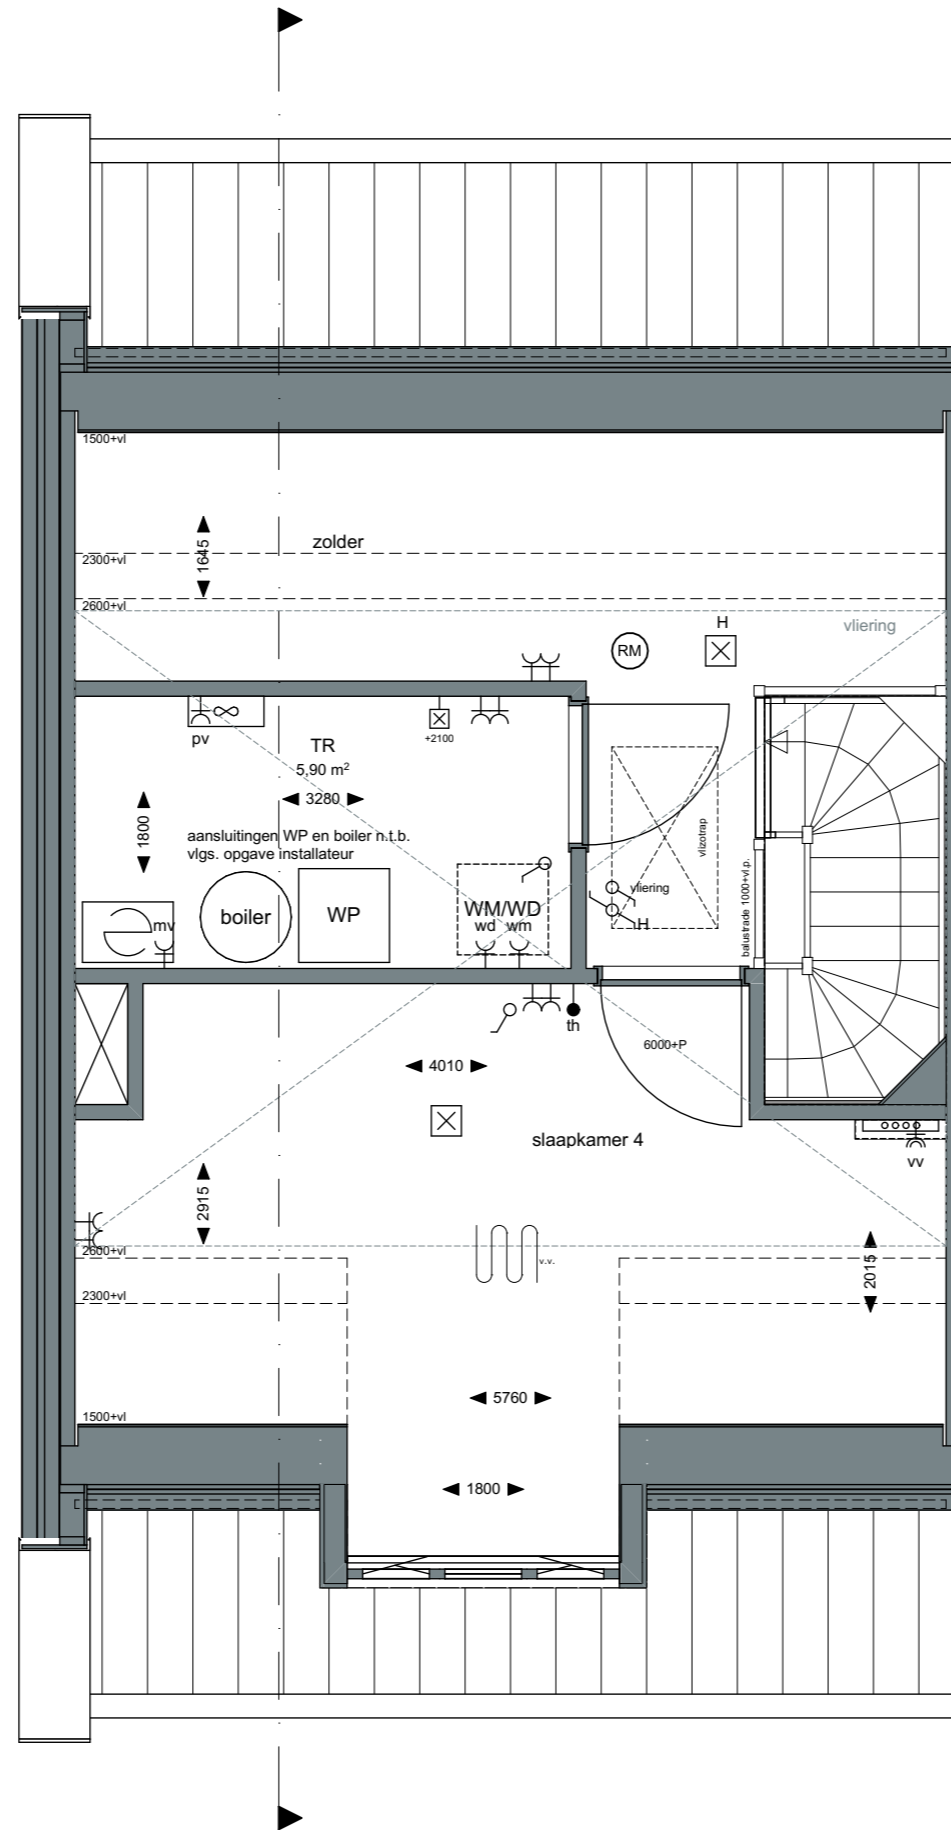 1500+vl
zolder
1645
2300+vl
2600+vl
vliering
H
RM
pv
+2100
TR
5,90 m²
3280
1800
aansluitingen WP en boiler n.t.b.
vlgs. opgave installateur
vlizotrap
vliering
H
balustrade 1000+vl.p.
mv
boiler
WP
WM/WD
wd wm
th
6000+P
4010
slaapkamer 4
vv
2915
2600+vl
v.v.
2015
2300+vl
5760
1500+vl
1800